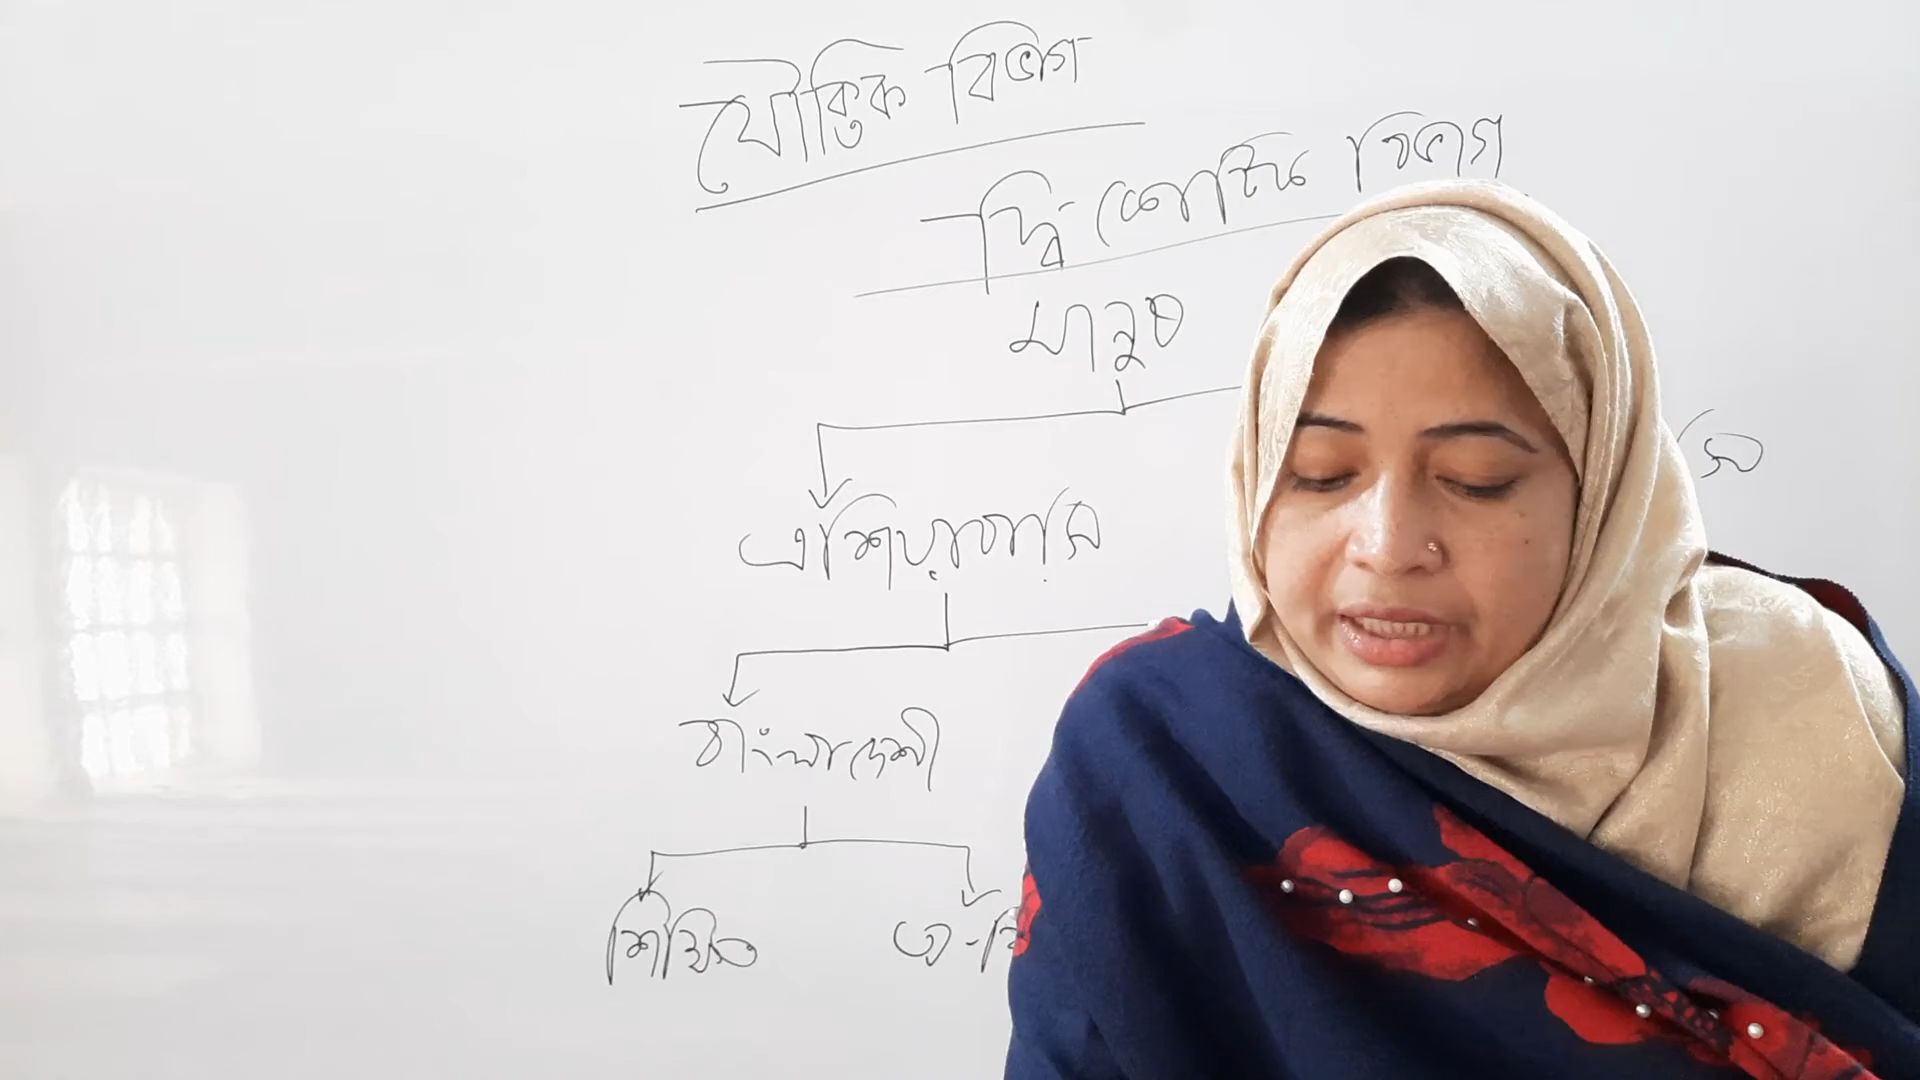 যৌক্তিক বিভাগ
দ্বি কোটিক বিভাগ
মানুষ
এশিয়াবাসি
বাংলাদেশী
শিক্ষিত অ-শি